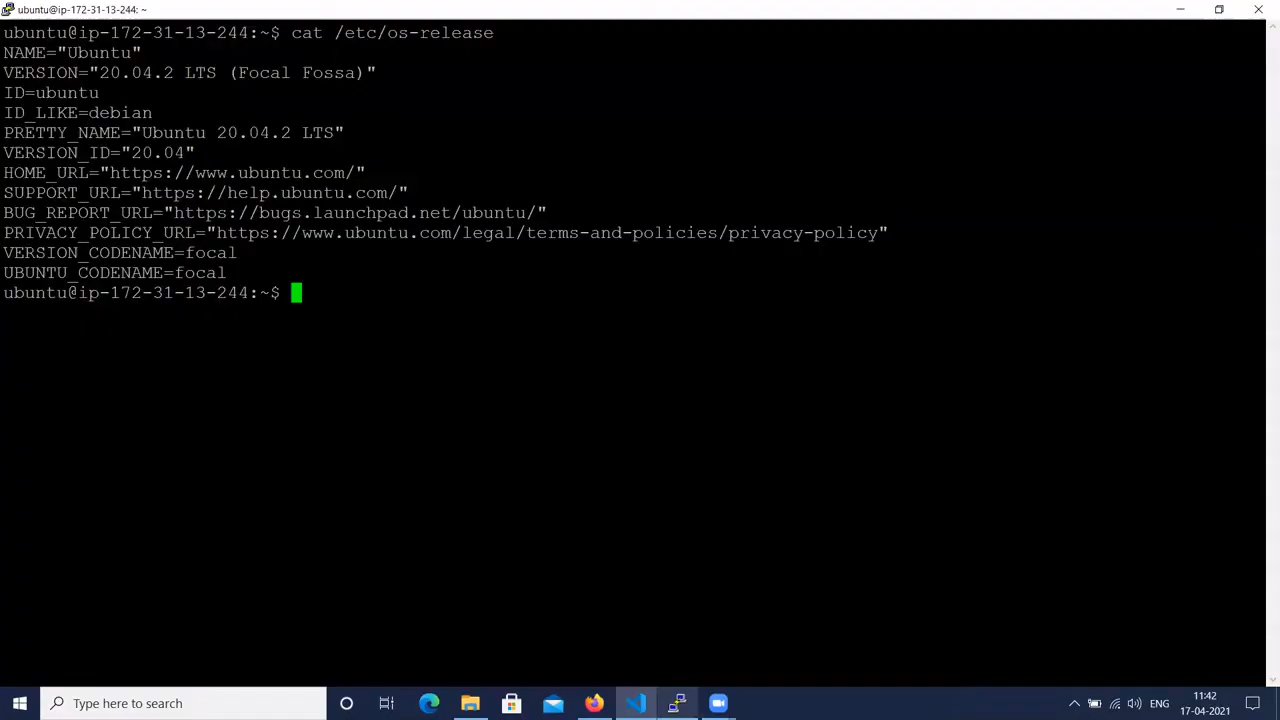 ubuntu@ip-172-31-13-244: ~
ubuntu@ip-172-31-13-244:~$ cat /etc/os-release
NAME="Ubuntu"
VERSION="20.04.2 LTS (Focal Fossa)"
ID=ubuntu
ID_LIKE=debian
PRETTY_NAME="Ubuntu 20.04.2 LTS"
VERSION_ID="20.04"
HOME_URL="https://www.ubuntu.com/"
SUPPORT_URL="https://help.ubuntu.com/"
BUG_REPORT_URL="https://bugs.launchpad.net/ubuntu/"
PRIVACY_POLICY_URL="https://www.ubuntu.com/legal/terms-and-policies/privacy-policy"
VERSION_CODENAME=focal
UBUNTU_CODENAME=focal
ubuntu@ip-172-31-13-244:~$
Type here to search
ENG
11:42
17-04-2021